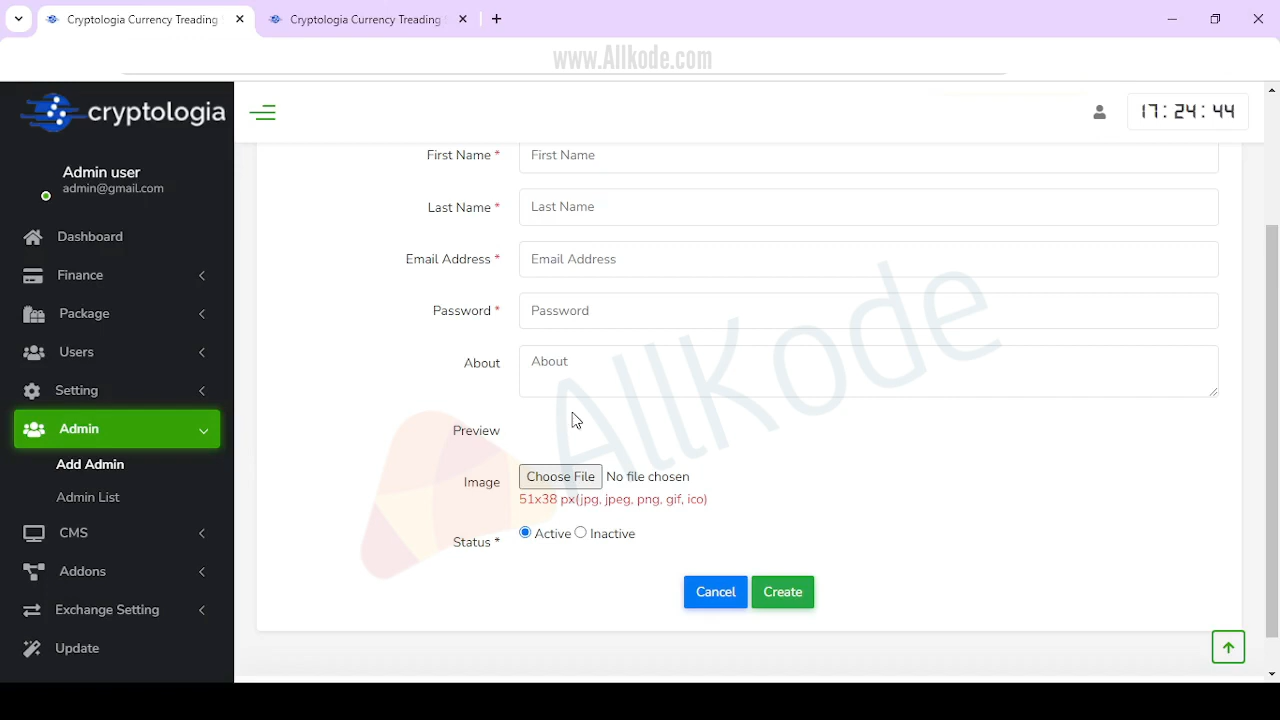 Cryptologia Currency Trading
Cryptologia Currency Trading
www.Allkode.com
cryptologia
17:24:44
Admin user
admin@gmail.com
Dashboard
Finance
Package
Users
Setting
Admin
Add Admin
Admin List
CMS
Addons
Exchange Setting
Update
First Name *
First Name
Last Name *
Last Name
Email Address *
Email Address
Password *
Password
About
About
Preview
Image
Choose File No file chosen
51x38 px(jpg, jpeg, png, gif, ico)
Status *
Active Inactive
Cancel Create
AllKode